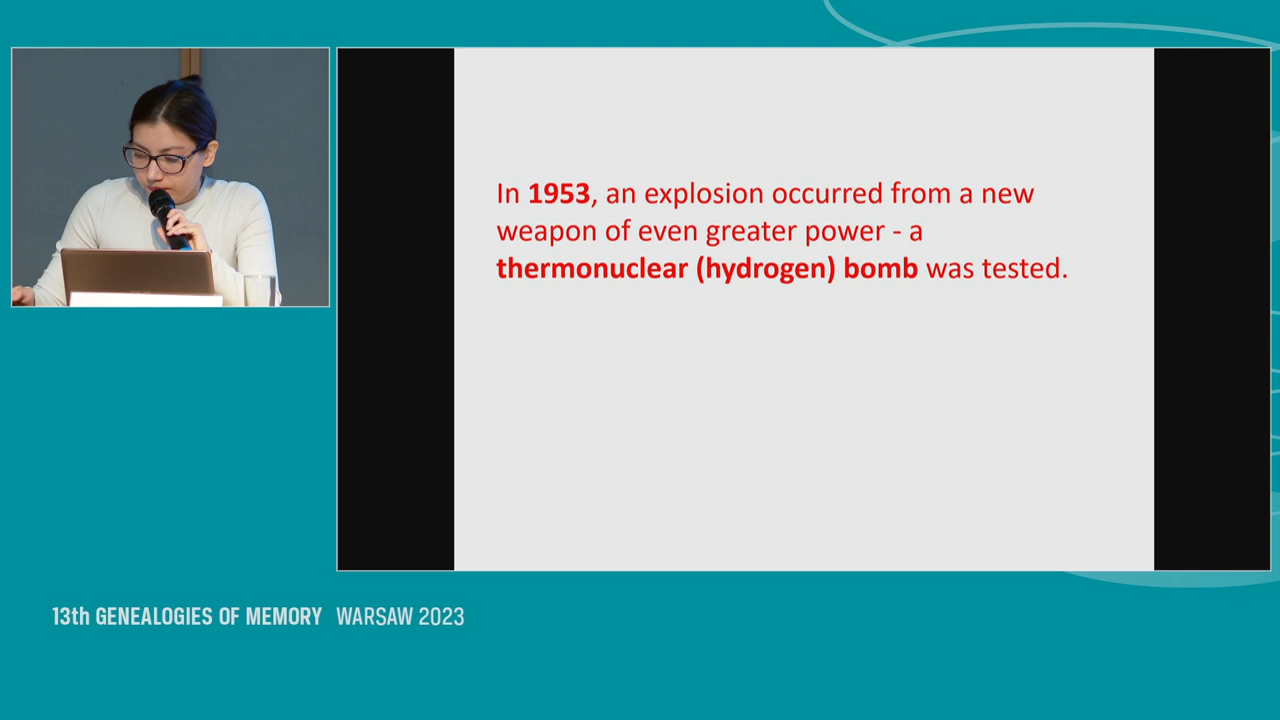 In 1953, an explosion occurred from a new
weapon of even greater power - a
thermonuclear (hydrogen) bomb was tested.
13th GENEALOGIES OF MEMORY WARSAW 2023